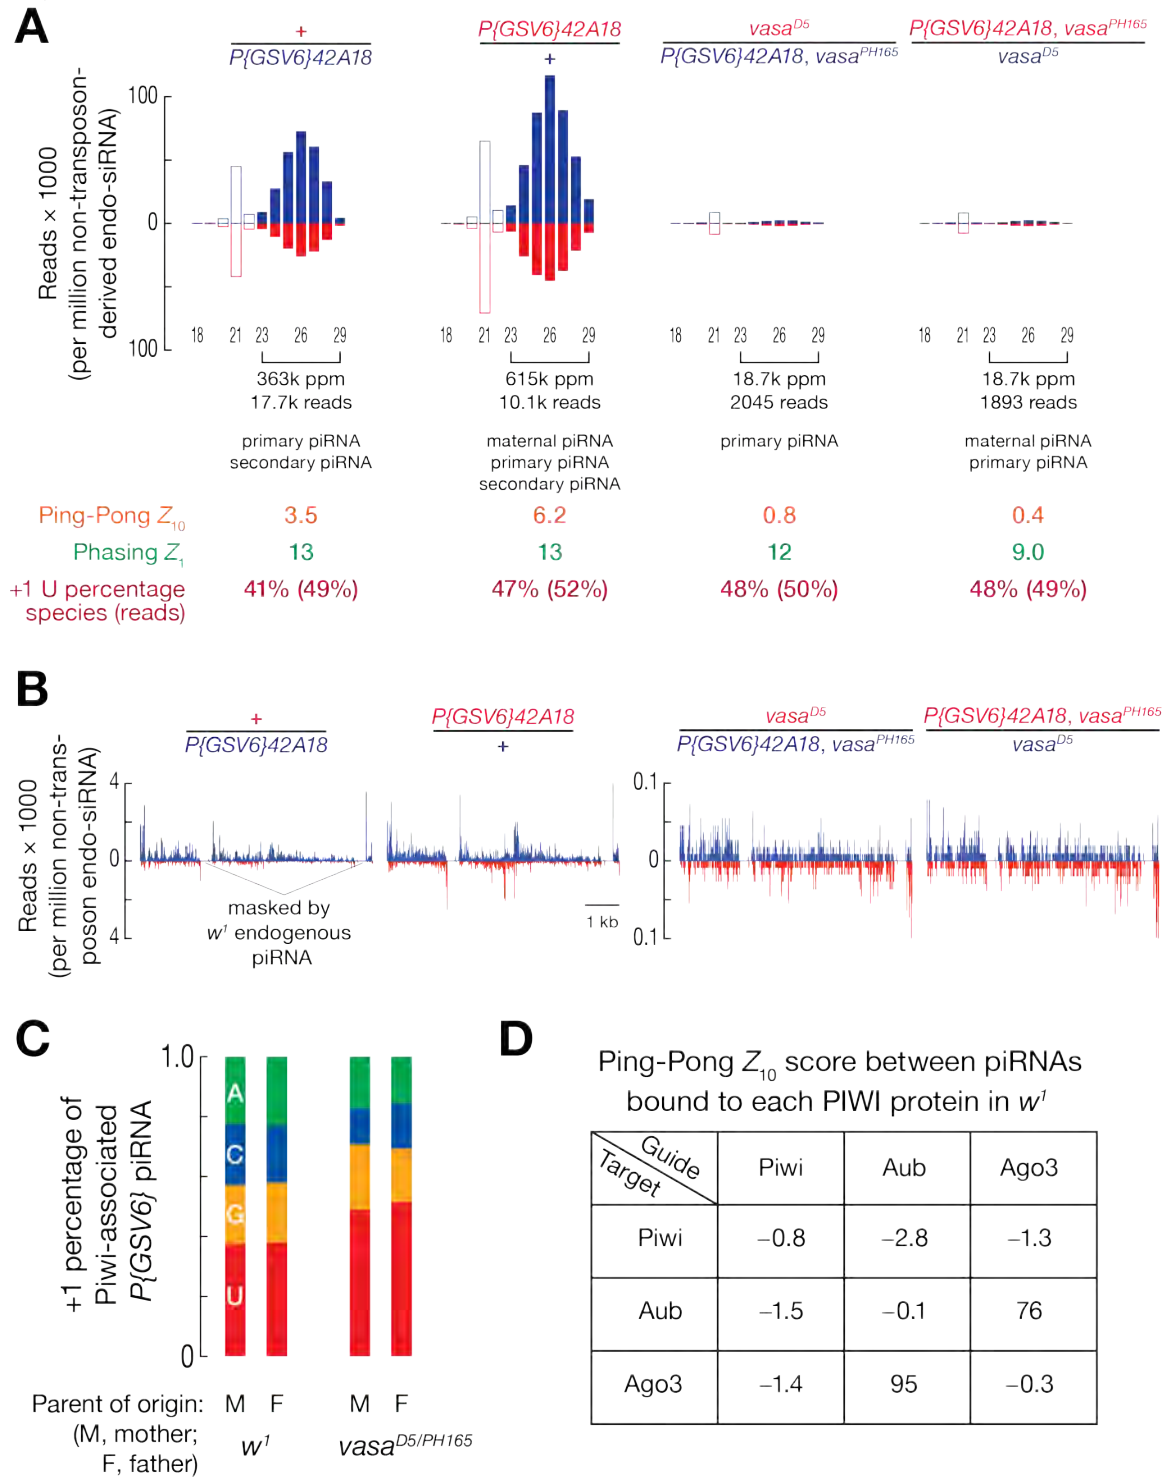 A
+
P{GSV6}42A18
P{GSV6}42A18
+
vasaD5
P{GSV6}42A18, vasaPH165
P{GSV6}42A18, vasaPH165
vasaD5
Reads × 1000
(per million non-transposon-
derived endo-siRNA)
100
0
100
18 21 23 26 29
18 21 23 26 29
18 21 23 26 29
18 21 23 26 29
363k ppm
17.7k reads
615k ppm
10.1k reads
18.7k ppm
2045 reads
18.7k ppm
1893 reads
primary piRNA
secondary piRNA
maternal piRNA
primary piRNA
secondary piRNA
primary piRNA
maternal piRNA
primary piRNA
Ping-Pong Z10 3.5 6.2 0.8 0.4
Phasing Z1 13 13 12 9.0
+1 U percentage
species (reads)
41% (49%) 47% (52%) 48% (50%) 48% (49%)
B
+
P{GSV6}42A18
P{GSV6}42A18
+
vasaD5
P{GSV6}42A18, vasaPH165
P{GSV6}42A18, vasaPH165
vasaD5
Reads × 1000
(per million non-trans-
poson endo-siRNA)
4
0
4
0.1
0
0.1
masked by
w1 endogenous
piRNA
1 kb
C
+1 percentage of
Piwi-associated
P{GSV6} piRNA
1.0
0
A
C
G
U
Parent of origin: M F M F
(M, mother;
F, father)
w1 vasaD5/PH165
D
Ping-Pong Z10 score between piRNAs
bound to each PIWI protein in w1
Guide
Target
Piwi Aub Ago3
Piwi −0.8 −2.8 −1.3
Aub −1.5 −0.1 76
Ago3 −1.4 95 −0.3